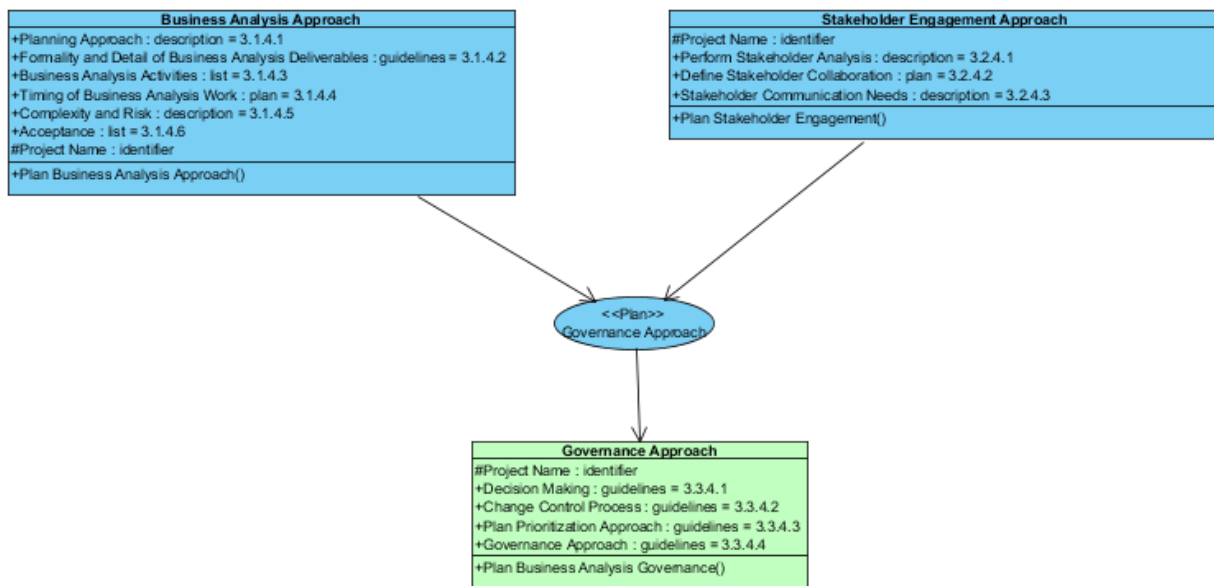 Business Analysis Approach
+Planning Approach : description = 3.1.4.1
+Formality and Detail of Business Analysis Deliverables : guidelines = 3.1.4.2
+Business Analysis Activities : list = 3.1.4.3
+Timing of Business Analysis Work : plan = 3.1.4.4
+Complexity and Risk : description = 3.1.4.5
+Acceptance : list = 3.1.4.6
#Project Name : identifier
+Plan Business Analysis Approach()
Stakeholder Engagement Approach
#Project Name : identifier
+Perform Stakeholder Analysis : description = 3.2.4.1
+Define Stakeholder Collaboration : plan = 3.2.4.2
+Stakeholder Communication Needs : description = 3.2.4.3
+Plan Stakeholder Engagement()
<<Plan>>
Governance Approach
Governance Approach
#Project Name : identifier
+Decision Making : guidelines = 3.3.4.1
+Change Control Process : guidelines = 3.3.4.2
+Plan Prioritization Approach : guidelines = 3.3.4.3
+Governance Approach : guidelines = 3.3.4.4
+Plan Business Analysis Governance()